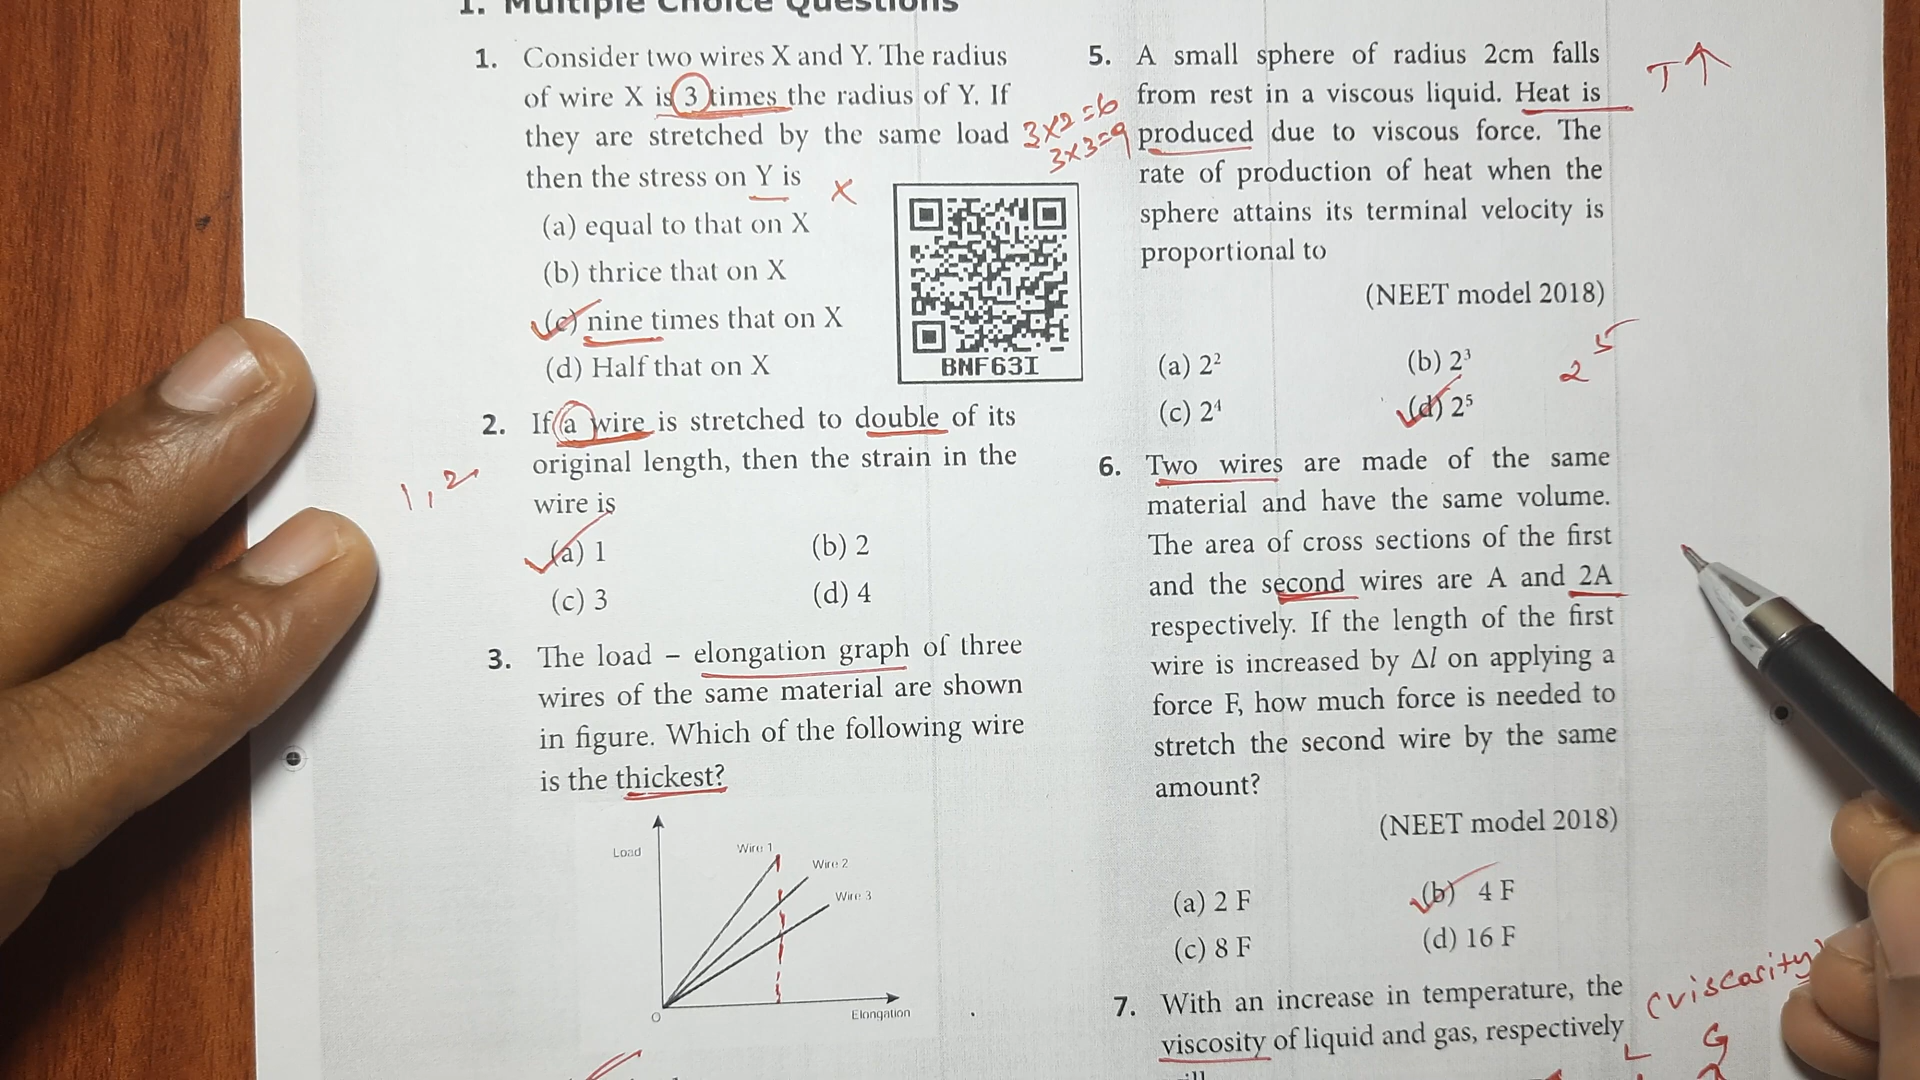 I. Multiple Choice Questions
1. Consider two wires X and Y. The radius
of wire X is 3 times the radius of Y. If
they are stretched by the same load
then the stress on Y is
X
(a) equal to that on X
(b) thrice that on X
(c) nine times that on X
(d) Half that on X
3×2=6
3×3=9
BNF63I
2. If a wire is stretched to double of its
original length, then the strain in the
wire is
1, 2
(a) 1 (b) 2
(c) 3 (d) 4
3. The load – elongation graph of three
wires of the same material are shown
in figure. Which of the following wire
is the thickest?
Load
Wire 1
Wire 2
Wire 3
O
Elongation
5. A small sphere of radius 2cm falls
from rest in a viscous liquid. Heat is
produced due to viscous force. The
rate of production of heat when the
sphere attains its terminal velocity is
proportional to
T↑
(NEET model 2018)
(a) 2² (b) 2³
(c) 2⁴ (d) 2⁵
2⁵
6. Two wires are made of the same
material and have the same volume.
The area of cross sections of the first
and the second wires are A and 2A
respectively. If the length of the first
wire is increased by Δl on applying a
force F, how much force is needed to
stretch the second wire by the same
amount?
(NEET model 2018)
(a) 2 F (b) 4 F
(c) 8 F (d) 16 F
7. With an increase in temperature, the
viscosity of liquid and gas, respectively
(viscosity)
L G